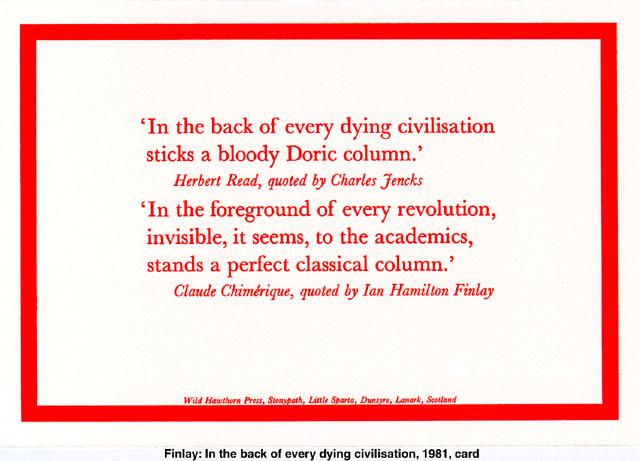 ‘In the back of every dying civilisation
sticks a bloody Doric column.’
Herbert Read, quoted by Charles Jencks
‘In the foreground of every revolution,
invisible, it seems, to the academics,
stands a perfect classical column.’
Claude Chimérique, quoted by Ian Hamilton Finlay
Wild Hawthorn Press, Stonypath, Little Sparta, Dunsyre, Lanark, Scotland
Finlay: In the back of every dying civilisation, 1981, card